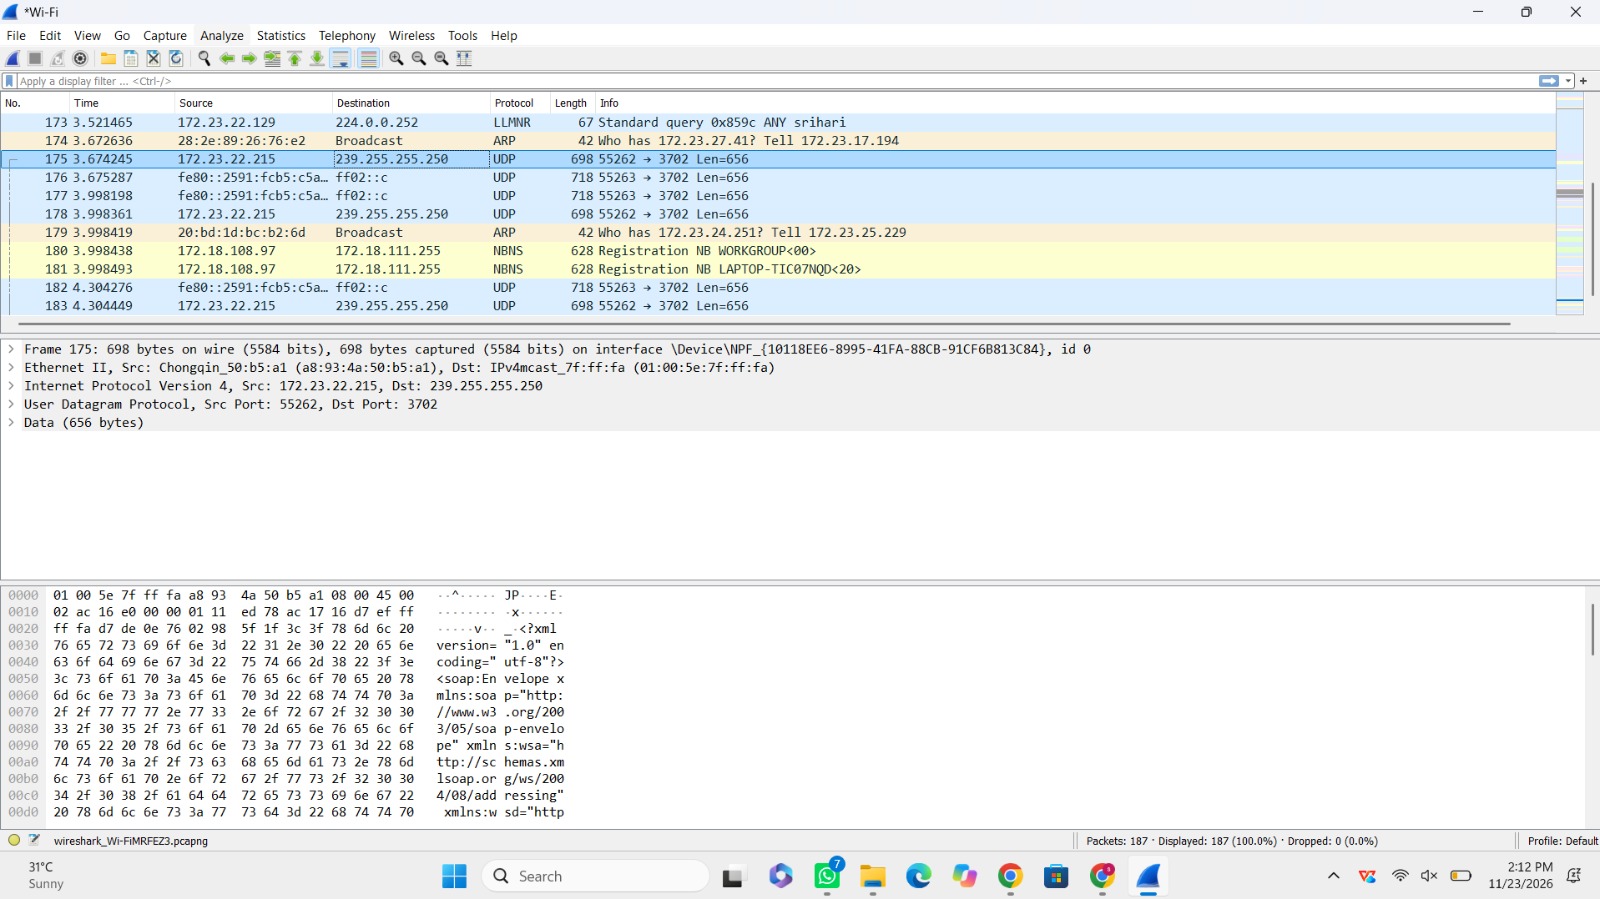 *Wi-Fi
File Edit View Go Capture Analyze Statistics Telephony Wireless Tools Help
Apply a display filter ... <Ctrl-/>
No. Time Source Destination Protocol Length Info
173 3.521465 172.23.22.129 224.0.0.252 LLMNR 67 Standard query 0x859c ANY srihari
174 3.672636 28:2e:89:26:76:e2 Broadcast ARP 42 Who has 172.23.27.41? Tell 172.23.17.194
175 3.674245 172.23.22.215 239.255.255.250 UDP 698 55262 → 3702 Len=656
176 3.675287 fe80::2591:fcb5:c5a… ff02::c UDP 718 55263 → 3702 Len=656
177 3.998198 fe80::2591:fcb5:c5a… ff02::c UDP 718 55263 → 3702 Len=656
178 3.998361 172.23.22.215 239.255.255.250 UDP 698 55262 → 3702 Len=656
179 3.998419 20:bd:1d:bc:b2:6d Broadcast ARP 42 Who has 172.23.24.251? Tell 172.23.25.229
180 3.998438 172.18.108.97 172.18.111.255 NBNS 628 Registration NB WORKGROUP<00>
181 3.998493 172.18.108.97 172.18.111.255 NBNS 628 Registration NB LAPTOP-TIC07NQD<20>
182 4.304276 fe80::2591:fcb5:c5a… ff02::c UDP 718 55263 → 3702 Len=656
183 4.304449 172.23.22.215 239.255.255.250 UDP 698 55262 → 3702 Len=656
Frame 175: 698 bytes on wire (5584 bits), 698 bytes captured (5584 bits) on interface \Device\NPF_{10118EE6-8995-41FA-88CB-91CF6B813C84}, id 0
Ethernet II, Src: Chongqin_50:b5:a1 (a8:93:4a:50:b5:a1), Dst: IPv4mcast_7f:ff:fa (01:00:5e:7f:ff:fa)
Internet Protocol Version 4, Src: 172.23.22.215, Dst: 239.255.255.250
User Datagram Protocol, Src Port: 55262, Dst Port: 3702
Data (656 bytes)
0000 01 00 5e 7f ff fa a8 93 4a 50 b5 a1 08 00 45 00 ··^····· JP····E·
0010 02 ac 16 e0 00 00 01 11 ed 78 ac 17 16 d7 ef ff ········ ·x······
0020 ff fa d7 de 0e 76 02 98 5f 1f 3c 3f 78 6d 6c 20 ·····v·· _·<?xml
0030 76 65 72 73 69 6f 6e 3d 22 31 2e 30 22 20 65 6e version= "1.0" en
0040 63 6f 64 69 6e 67 3d 22 75 74 66 2d 38 22 3f 3e coding=" utf-8"?>
0050 3c 73 6f 61 70 3a 45 6e 76 65 6c 6f 70 65 20 78 <soap:En velope x
0060 6d 6c 6e 73 3a 73 6f 61 70 3d 22 68 74 74 70 3a mlns:soa p="http:
0070 2f 2f 77 77 77 2e 77 33 2e 6f 72 67 2f 32 30 30 //www.w3 .org/200
0080 33 2f 30 35 2f 73 6f 61 70 2d 65 6e 76 65 6c 6f 3/05/soa p-envelo
0090 70 65 22 20 78 6d 6c 6e 73 3a 77 73 61 3d 22 68 pe" xmln s:wsa="h
00a0 74 74 70 3a 2f 2f 73 63 68 65 6d 61 73 2e 78 6d ttp://sc hemas.xm
00b0 6c 73 6f 61 70 2e 6f 72 67 2f 77 73 2f 32 30 30 lsoap.or g/ws/200
00c0 34 2f 30 38 2f 61 64 64 72 65 73 73 69 6e 67 22 4/08/add ressing"
00d0 20 78 6d 6c 6e 73 3a 77 73 64 3d 22 68 74 74 70 xmlns:w sd="http
wireshark_Wi-FiMRFEZ3.pcapng Packets: 187 · Displayed: 187 (100.0%) · Dropped: 0 (0.0%) Profile: Default
31°C
Sunny
Search
7
2:12 PM
11/23/2026